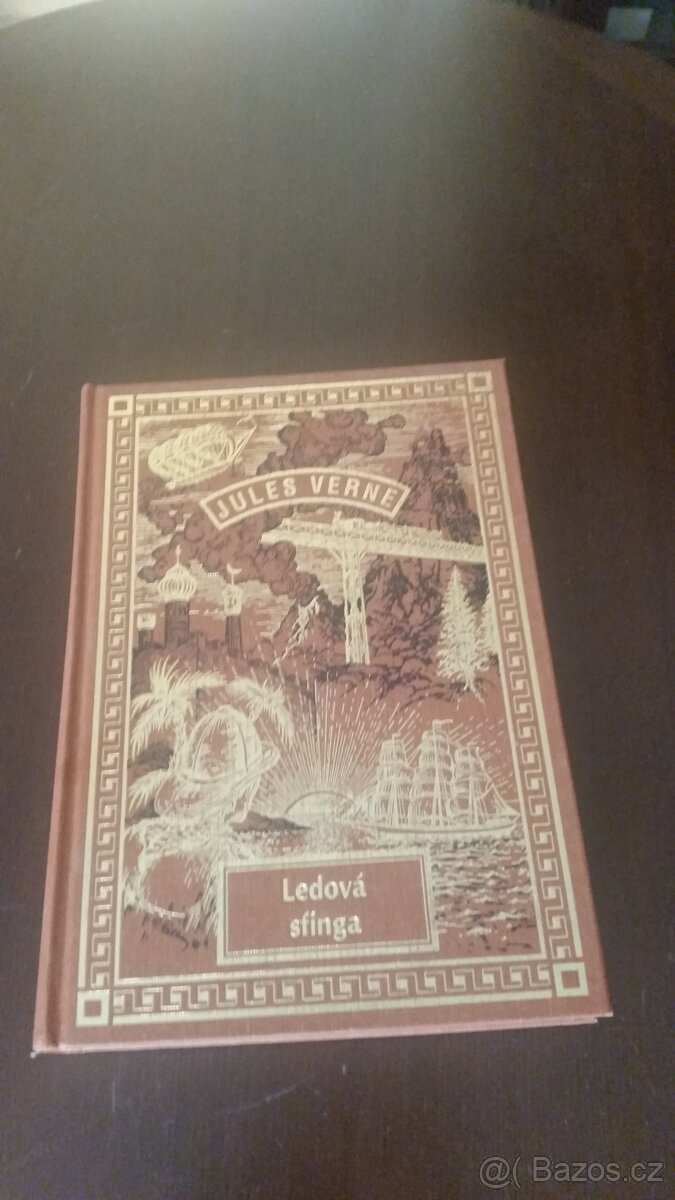 JULES VERNE
Ledová
sfinga
@( Bazos.cz